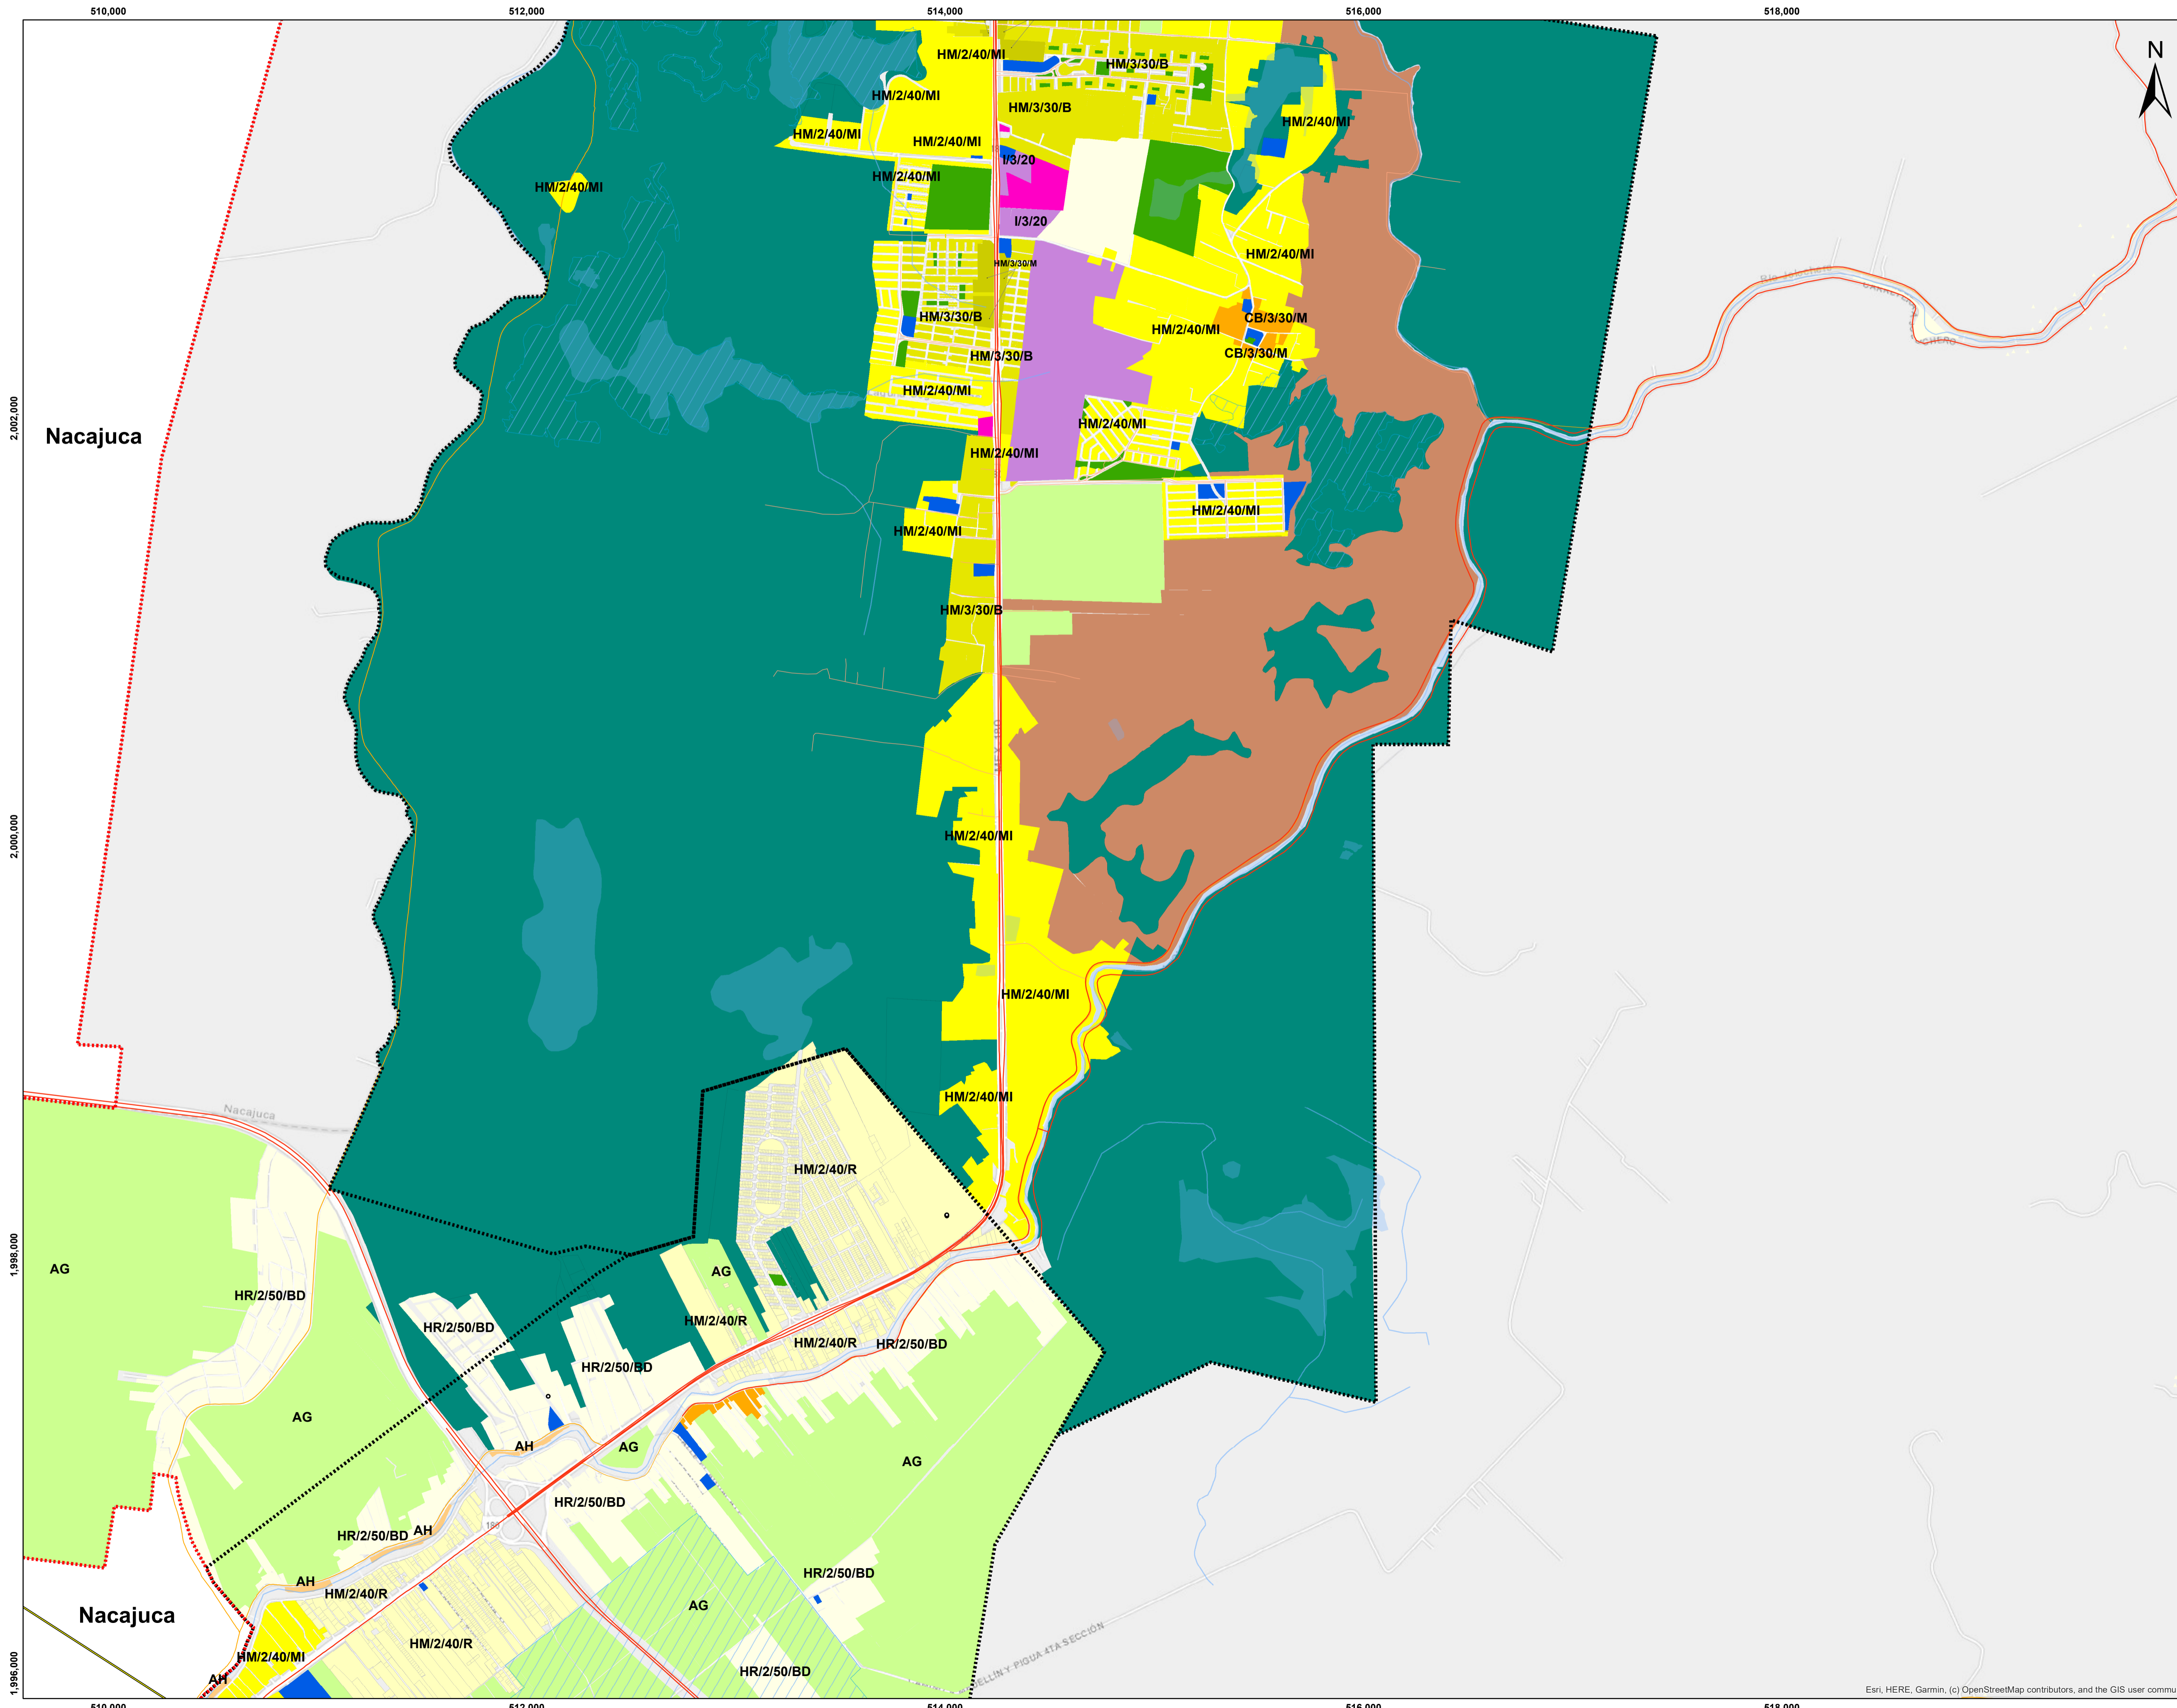 510,000
512,000
514,000
516,000
518,000
N
HM/2/40/MI
HM/3/30/B
HM/2/40/MI
HM/3/30/B
HM/2/40/MI
HM/2/40/MI
HM/2/40/MI
I/3/20
HM/2/40/MI
HM/2/40/MI
I/3/20
HM/2/40/MI
HM/3/30/M
HM/3/30/B
CB/3/30/M
HM/2/40/MI
CB/3/30/M
HM/3/30/B
HM/2/40/MI
2,002,000
Nacajuca
HM/2/40/MI
HM/2/40/MI
HM/2/40/MI
HM/2/40/MI
HM/3/30/B
2,000,000
HM/2/40/MI
HM/2/40/MI
HM/2/40/MI
Nacajuca
HM/2/40/R
1,998,000
AG
AG
HR/2/50/BD
HM/2/40/R
HR/2/50/BD
HM/2/40/R
HR/2/50/BD
HR/2/50/BD
AG
AH
AG
AG
HR/2/50/BD
180
AH
HR/2/50/BD
HR/2/50/BD
AH
HM/2/40/R
AG
Nacajuca
HM/2/40/R
HM/2/40/MI
HR/2/50/BD
AH
1,996,000
PIGUA 4TA SECCIÓN
Esri, HERE, Garmin, (c) OpenStreetMap contributors, and the GIS user commu
510,000
512,000
514,000
516,000
518,000